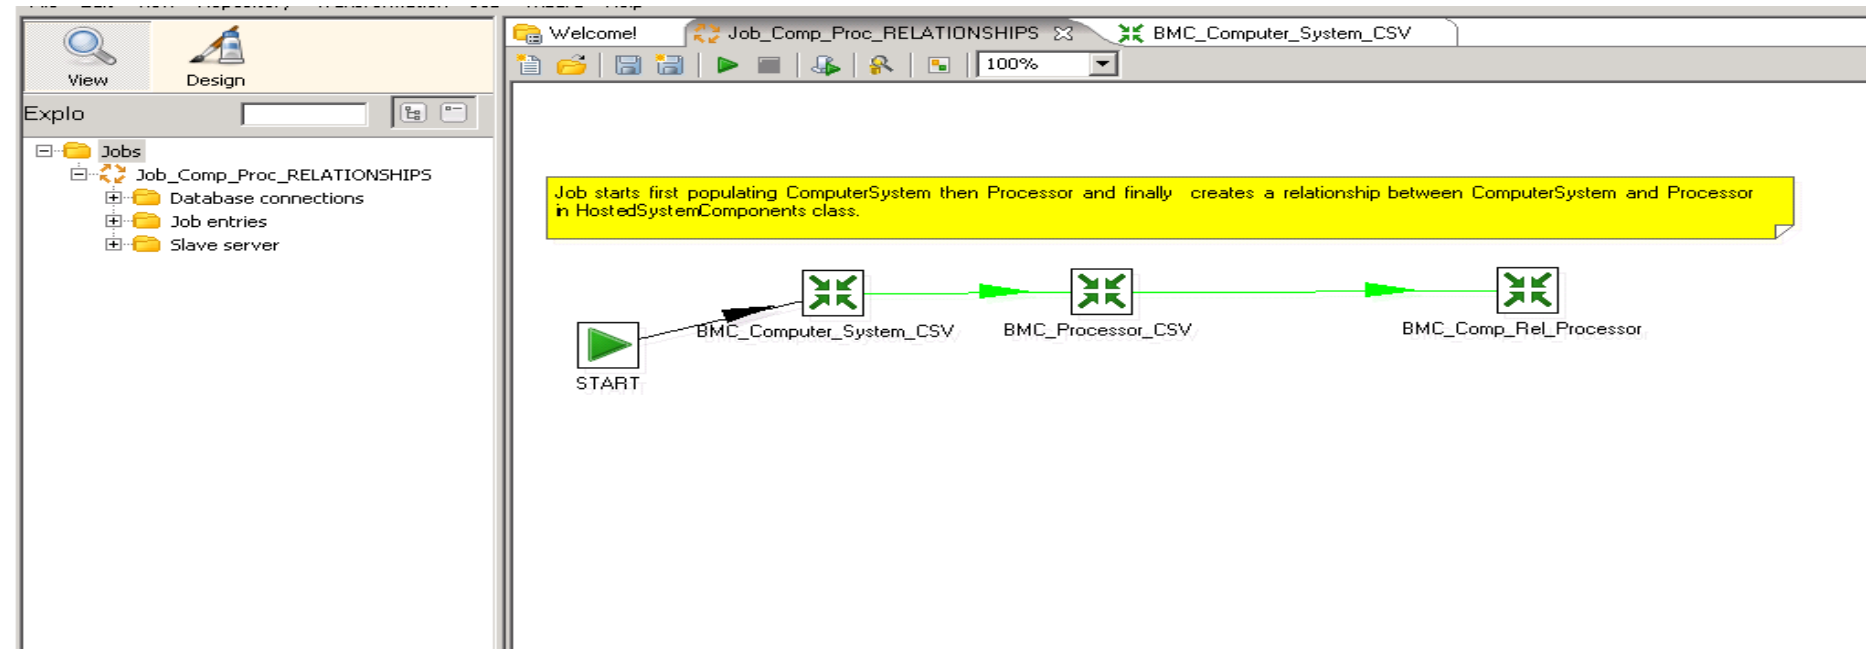 Welcome!
Job_Comp_Proc_RELATIONSHIPS
BMC_Computer_System_CSV
View
Design
100%
Explo
Jobs
Job_Comp_Proc_RELATIONSHIPS
Database connections
Job entries
Slave server
Job starts first populating ComputerSystem then Processor and finally creates a relationship between ComputerSystem and Processor
in HostedSystemComponents class.
BMC_Computer_System_CSV
BMC_Processor_CSV
BMC_Comp_Rel_Processor
START